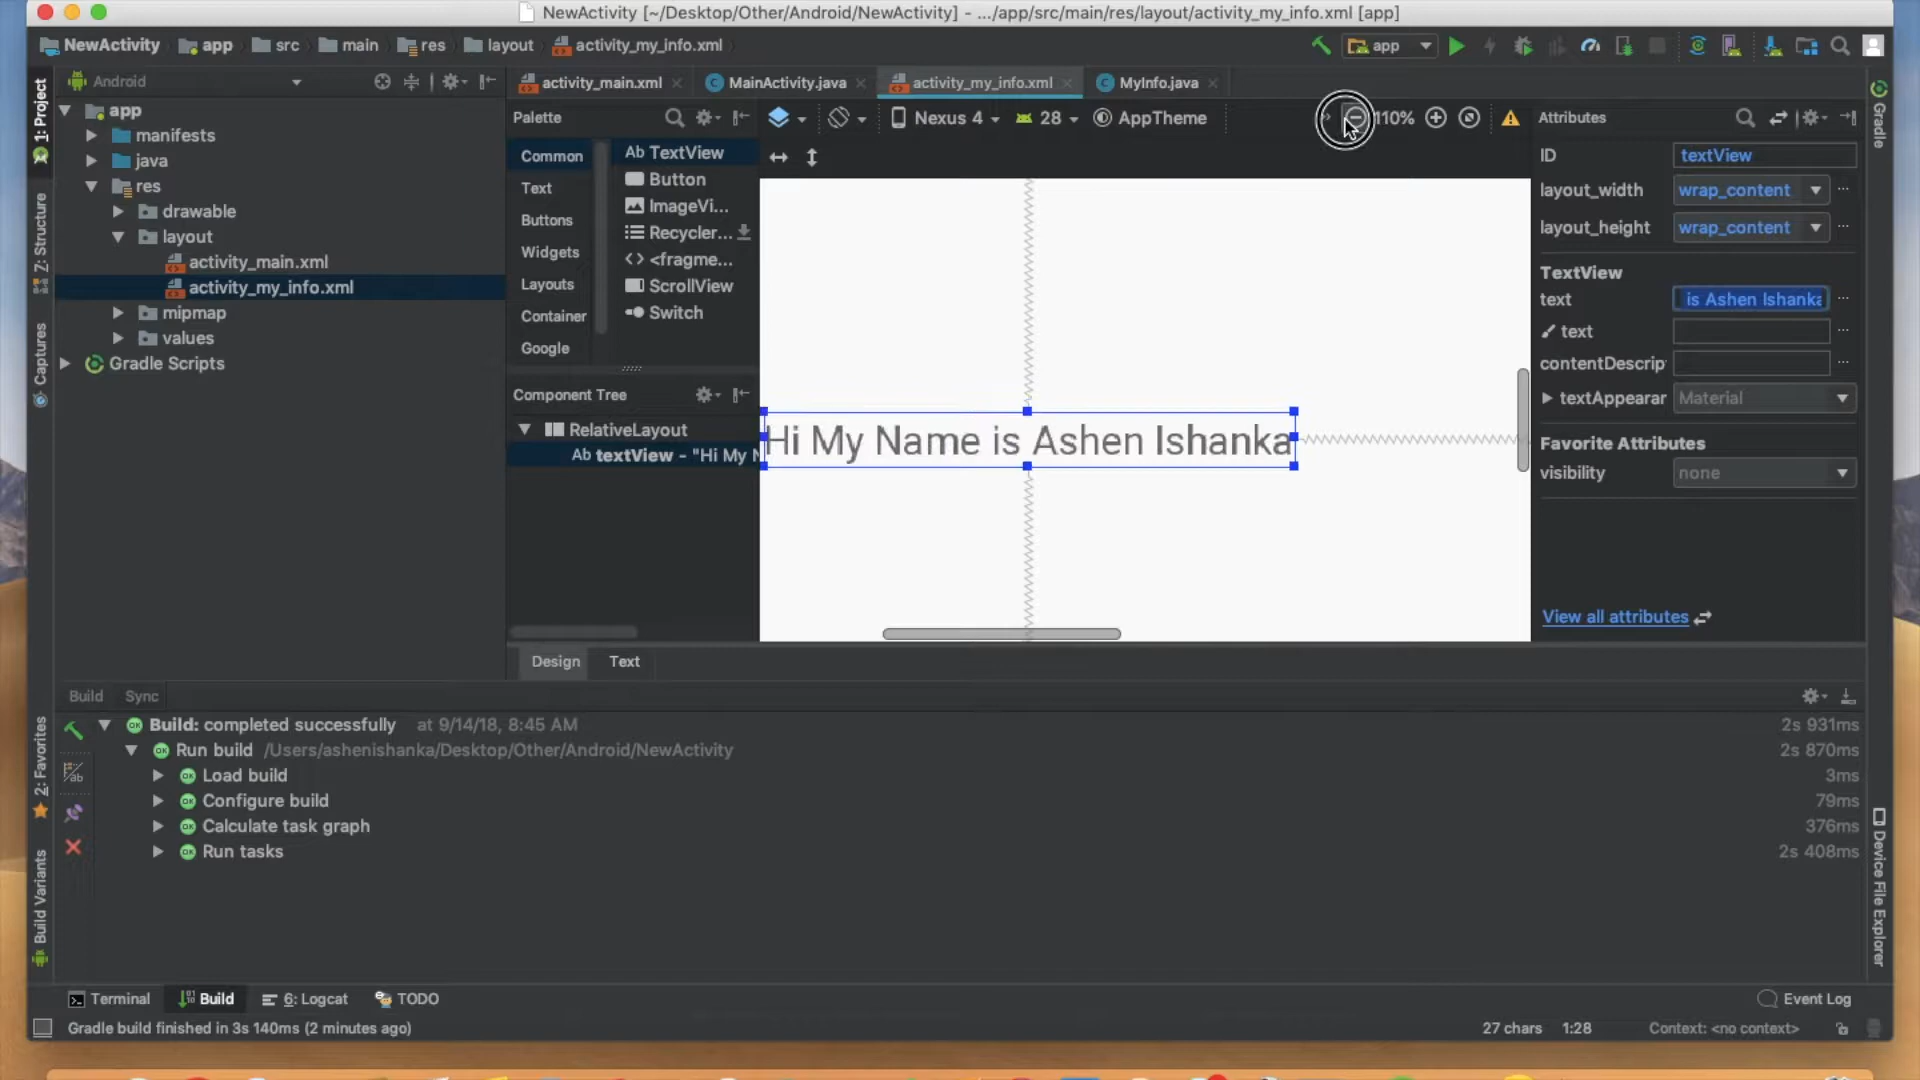 NewActivity [~/Desktop/Other/Android/NewActivity] - .../app/src/main/res/layout/activity_my_info.xml [app]
NewActivity app src main res layout activity_my_info.xml app
Android
activity_main.xml MainActivity.java activity_my_info.xml MyInfo.java
1: Project
Z: Structure
Captures
2: Favorites
Build Variants
app
manifests
java
res
drawable
layout
activity_main.xml
activity_my_info.xml
mipmap
values
Gradle Scripts
Palette
Common
Text
Buttons
Widgets
Layouts
Container
Google
Ab TextView
Button
ImageVi...
Recycler...
<> <fragme...
ScrollView
Switch
Component Tree
RelativeLayout
Ab textView - "Hi My N
Nexus 4 28 AppTheme 110%
Hi My Name is Ashen Ishanka
Design Text
Attributes
ID textView
layout_width wrap_content ...
layout_height wrap_content ...
TextView
text is Ashen Ishanka ...
text ...
contentDescrip ...
textAppear Material
Favorite Attributes
visibility none
View all attributes
Gradle
Device File Explorer
Build Sync
Build: completed successfully at 9/14/18, 8:45 AM 2s 931ms
Run build /Users/ashenishanka/Desktop/Other/Android/NewActivity 2s 870ms
Load build 3ms
Configure build 79ms
Calculate task graph 376ms
Run tasks 2s 408ms
Terminal Build 6: Logcat TODO Event Log
Gradle build finished in 3s 140ms (2 minutes ago) 27 chars 1:28 Context: <no context>